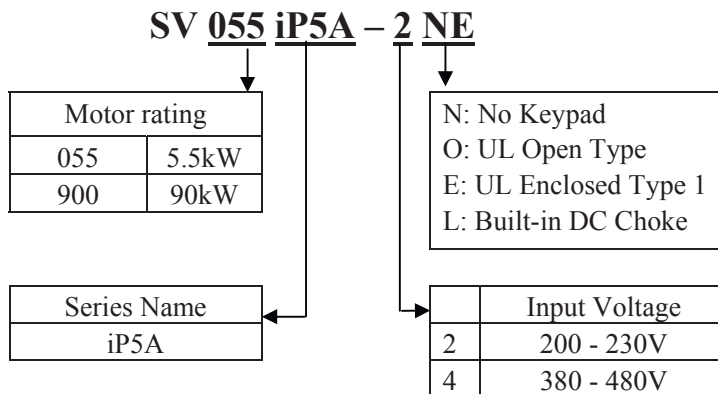 SV 055 iP5A – 2 NE
Motor rating
055 5.5kW
900 90kW
N: No Keypad
O: UL Open Type
E: UL Enclosed Type 1
L: Built-in DC Choke
Series Name
iP5A
Input Voltage
2 200 - 230V
4 380 - 480V